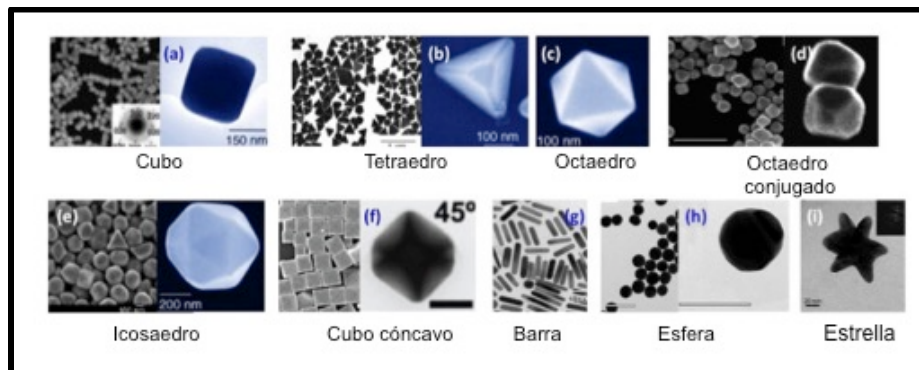 (a)
150 nm
Cubo
(b)
100 nm
Tetraedro
(c)
100 nm
Octaedro
(d)
Octaedro
conjugado
(e)
200 nm
Icosaedro
(f)
45º
Cubo cóncavo
(g)
Barra
(h)
Esfera
(i)
Estrella